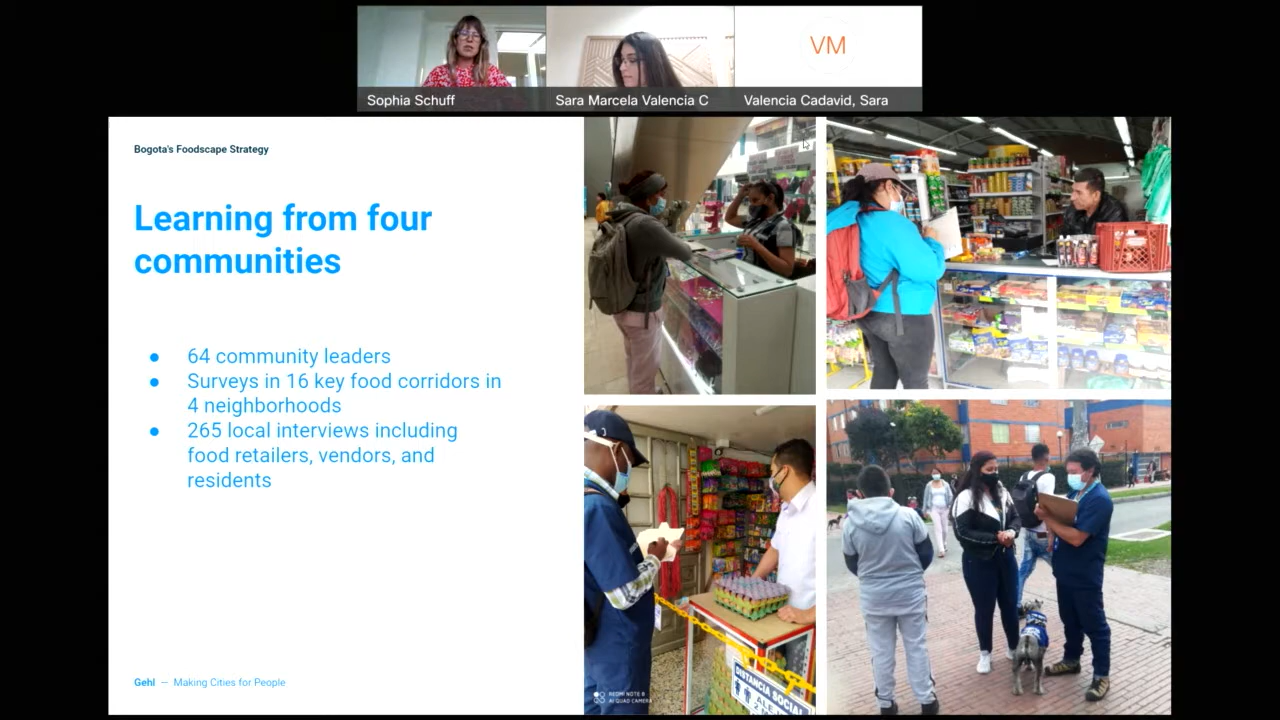 VM
Sophia Schuff
Sara Marcela Valencia C
Valencia Cadavid, Sara
Bogota's Foodscape Strategy
Learning from four
communities
● 64 community leaders
● Surveys in 16 key food corridors in
4 neighborhoods
● 265 local interviews including
food retailers, vendors, and
residents
Gehl — Making Cities for People
REDMI NOTE 8
AI QUAD CAMERA
DISTANCIA SOCIAL